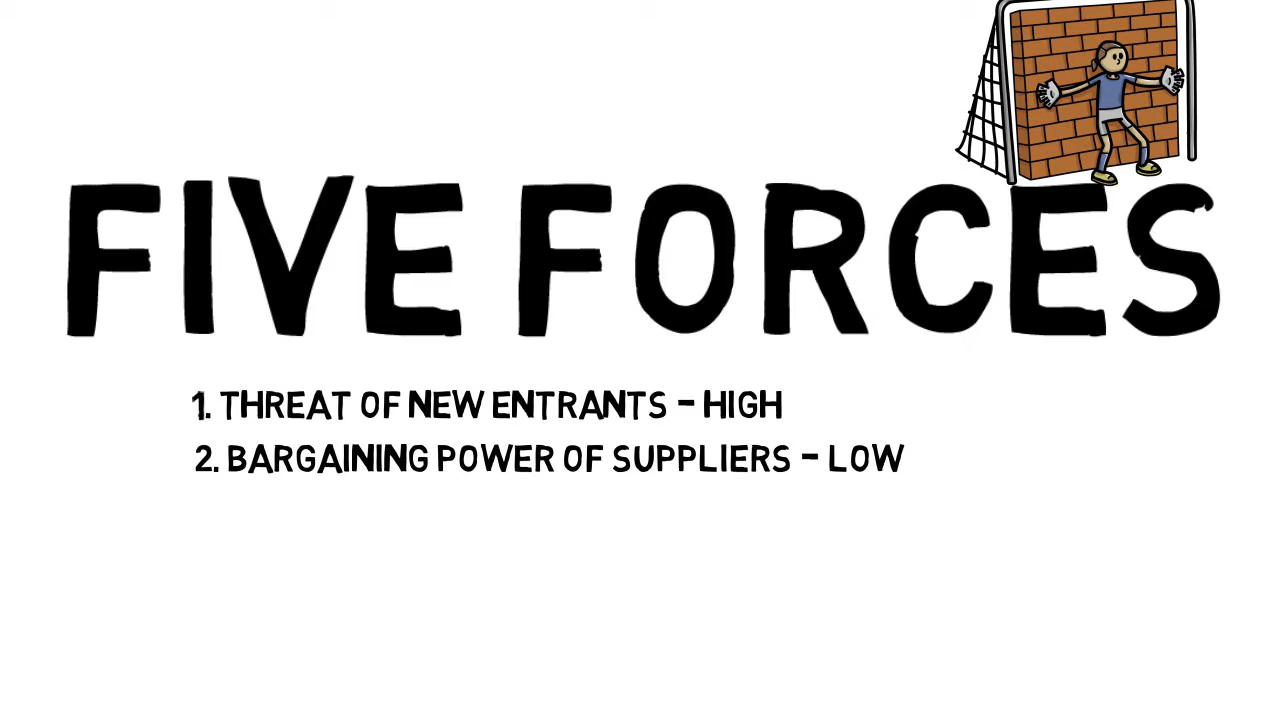 FIVE FORCES
1. THREAT OF NEW ENTRANTS - HIGH
2. BARGAINING POWER OF SUPPLIERS - LOW